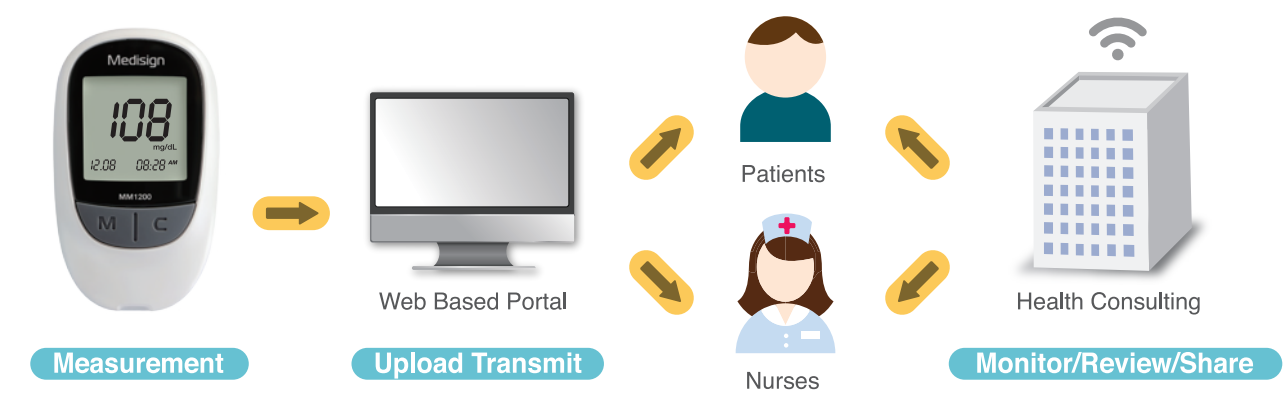 Medisign
108
mg/dL
12.08 08:28 AM
MM1200
M C
Web Based Portal
Patients
Nurses
Health Consulting
Measurement
Upload Transmit
Monitor/Review/Share